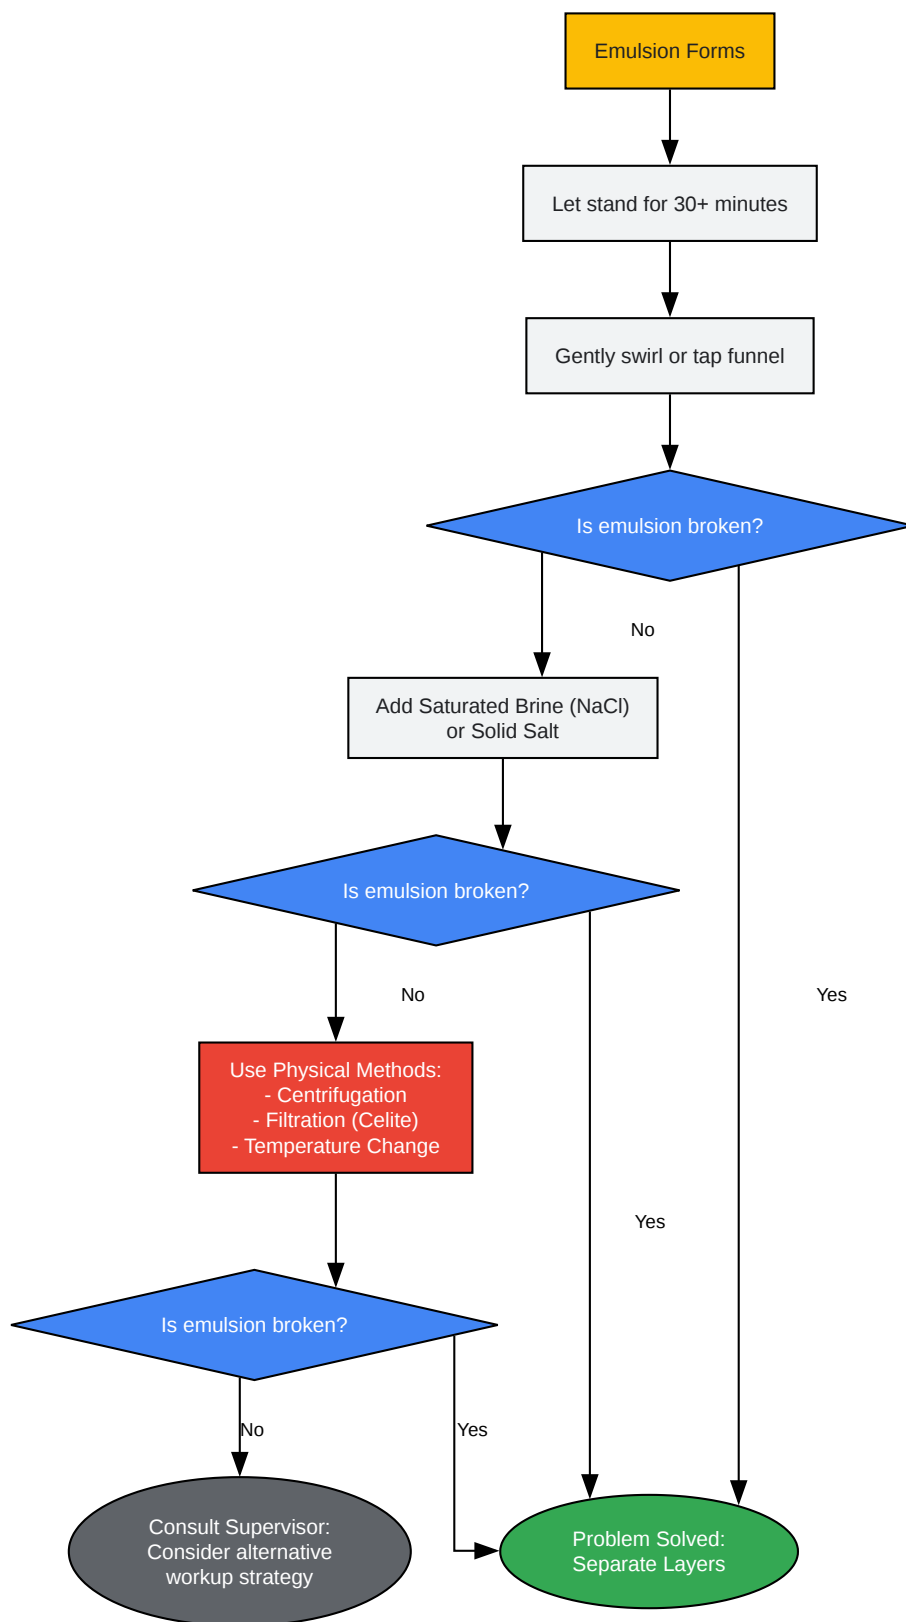 Emulsion Forms
Let stand for 30+ minutes
Gently swirl or tap funnel
Is emulsion broken?
No
Add Saturated Brine (NaCl)
or Solid Salt
Is emulsion broken?
No
Yes
Use Physical Methods:
- Centrifugation
- Filtration (Celite)
- Temperature Change
Yes
Is emulsion broken?
No
Yes
Consult Supervisor:
Consider alternative
workup strategy
Problem Solved:
Separate Layers